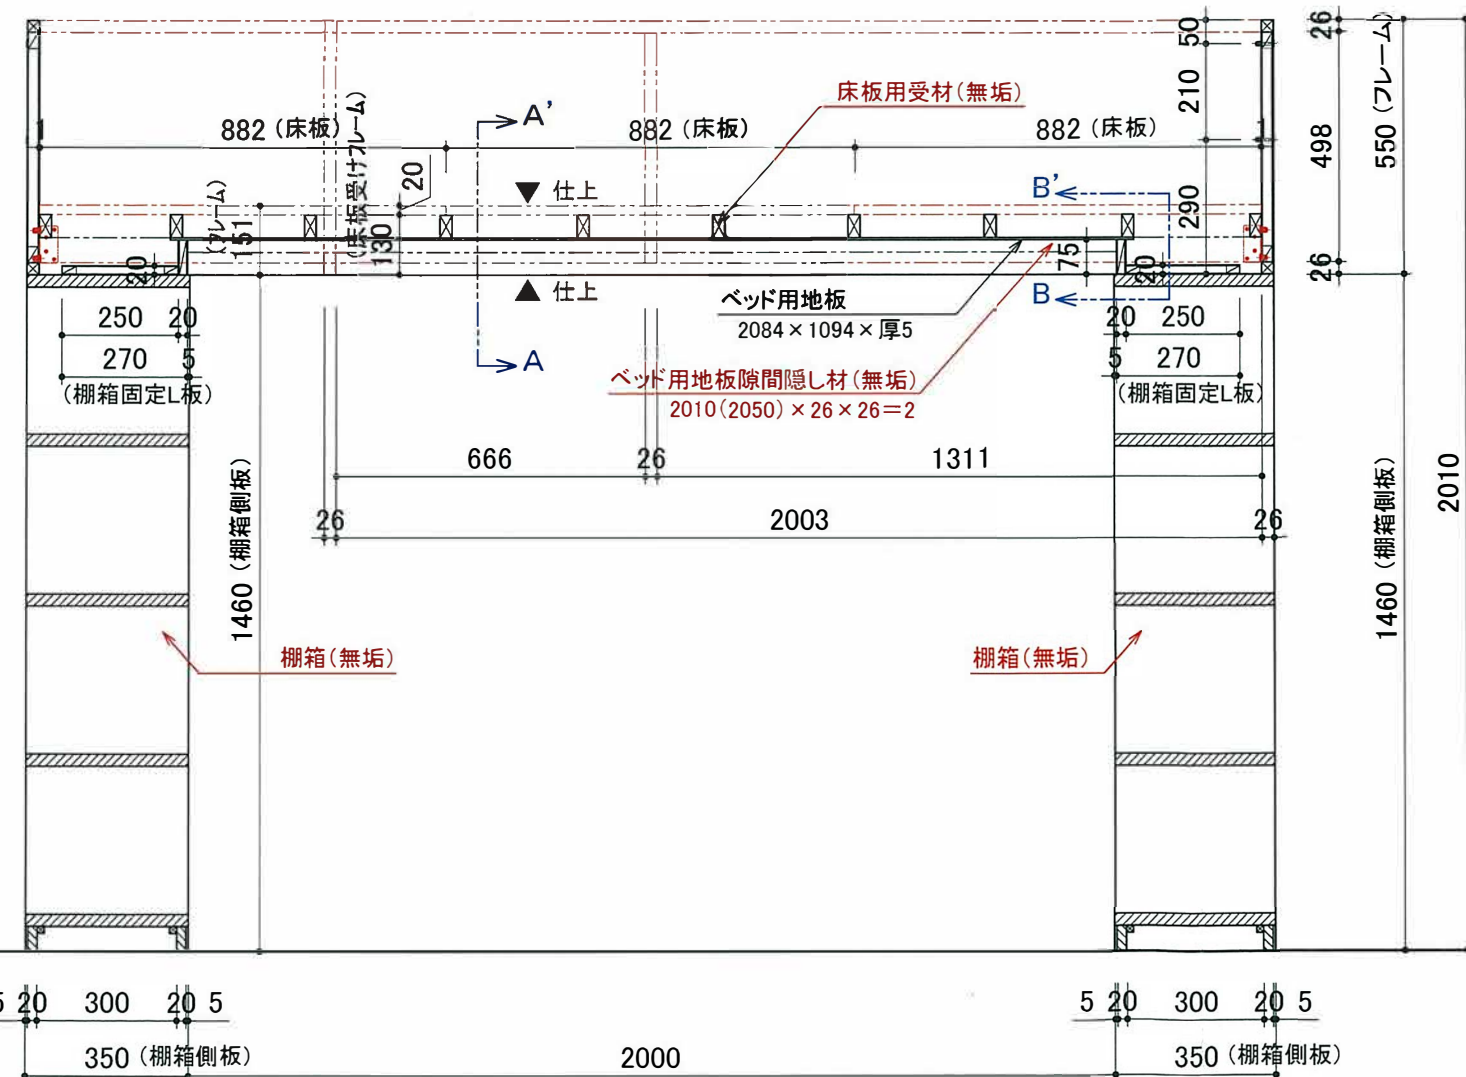 26
50
550 (フレーム)
床板用受材(無垢)
210
A'
882 (床板)
882 (床板)
882 (床板)
498
(床板受けフレーム)
20
仕上
B'
290
(フレーム)
151
130
75
20
20
26
仕上
ベッド用地板
2084×1094×厚5
B
250
20
20
250
270
5
5
270
(棚箱固定L板)
A
ベッド用地板隙間隠し材(無垢)
2010(2050)×26×26=2
(棚箱固定L板)
666
26
1311
2010
1460 (棚箱側板)
1460 (棚箱側板)
26
2003
26
棚箱(無垢)
棚箱(無垢)
5
20
300
20
5
5
20
300
20
5
350 (棚箱側板)
2000
350 (棚箱側板)